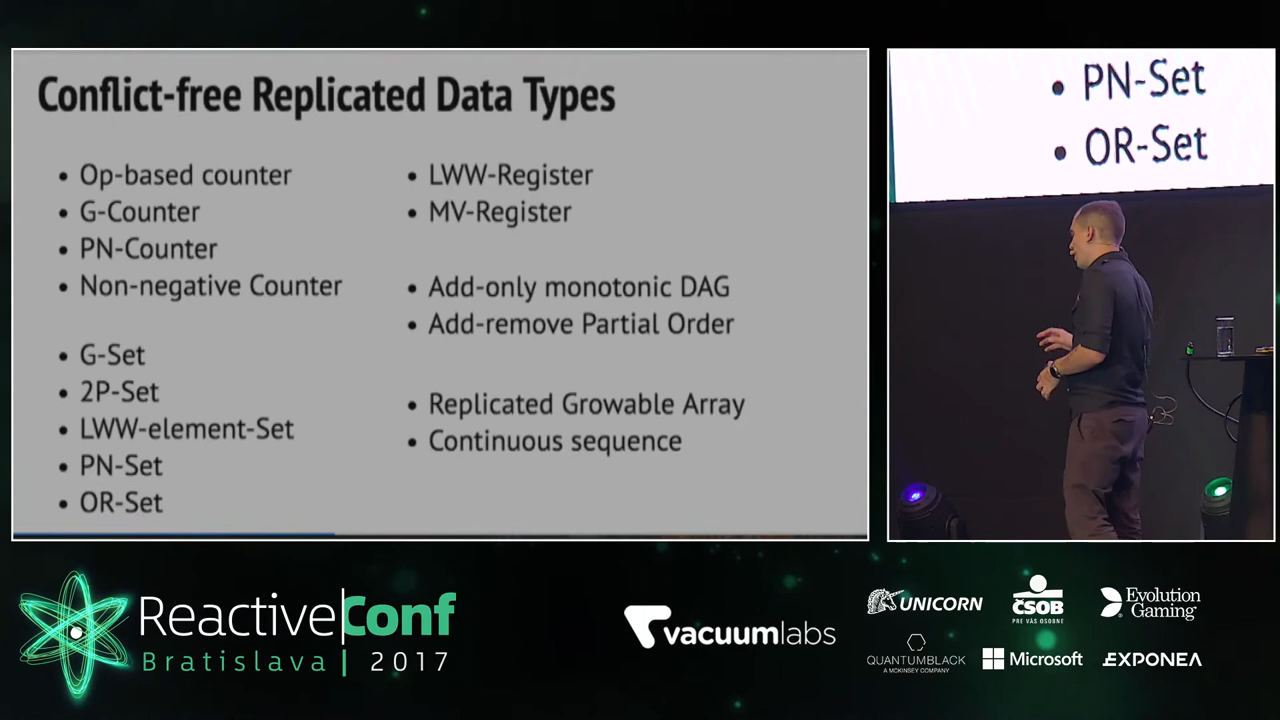 Conflict-free Replicated Data Types
• Op-based counter
• G-Counter
• PN-Counter
• Non-negative Counter
• G-Set
• 2P-Set
• LWW-element-Set
• PN-Set
• OR-Set
• LWW-Register
• MV-Register
• Add-only monotonic DAG
• Add-remove Partial Order
• Replicated Growable Array
• Continuous sequence
• PN-Set
• OR-Set
ReactiveConf
Bratislava | 2017
vacuumlabs
UNICORN
ČSOB
PRE VÁS OSOBNE
Evolution
Gaming
QUANTUMBLACK
A MCKINSEY COMPANY
Microsoft
EXPONEA